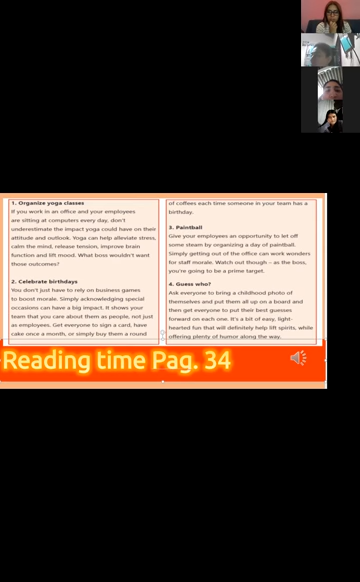 1. Organize yoga classes
If you work in an office and your employees
are sitting at computers every day, don't
underestimate the impact yoga could have on their
attitude and outlook. Yoga can help alleviate stress,
calm the mind, release tension, improve brain
function and lift mood. What boss wouldn't want
those outcomes?
2. Celebrate birthdays
You don't just have to rely on business games
to boost morale. Simply acknowledging special
occasions can have a big impact. It shows your
team that you care about them as people, not just
as employees. Get everyone to sign a card, have
cake once a month, or simply buy them a round
of coffees each time someone in your team has a
birthday.
3. Paintball
Give your employees an opportunity to let off
some steam by organizing a day of paintball.
Simply getting out of the office can work wonders
for staff morale. Watch out though – as the boss,
you're going to be a prime target.
4. Guess who?
Ask everyone to bring a childhood photo of
themselves and put them all up on a board and
then get everyone to put their best guesses
forward on each one. It's a bit of easy, light-
hearted fun that will definitely help lift spirits, while
offering plenty of humor along the way.
Reading time Pag. 34